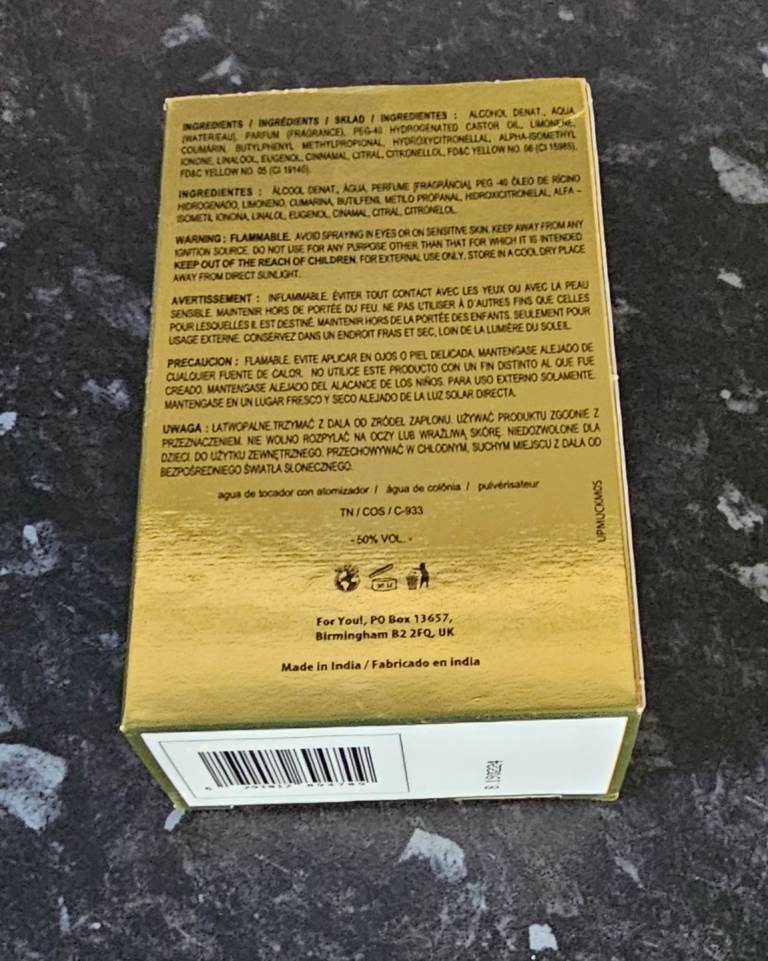 INGREDIENTS / INGRÉDIENTS / SKLAD / INGREDIENTES : ALCOHOL DENAT., AQUA
(WATER/EAU), PARFUM (FRAGRANCE), PEG-40 HYDROGENATED CASTOR OIL, LIMONENE,
COUMARIN, BUTYLPHENYL METHYLPROPIONAL, HYDROXYCITRONELLAL, ALPHA-ISOMETHYL
IONONE, LINALOOL, EUGENOL, CINNAMAL, CITRAL, CITRONELLOL, FD&C YELLOW NO. 06 (CI 15985),
FD&C YELLOW NO. 05 (CI 19140).
INGREDIENTES : ÁLCOOL DENAT., ÁGUA, PERFUME [FRAGRÂNCIA], PEG -40 ÓLEO DE RÍCINO
HIDROGENADO, LIMONENO, CUMARINA, BUTILFENIL METILO PROPANAL, HIDROXICITRONELAL, ALFA -
ISOMETIL IONONA, LINALOL, EUGENOL, CINAMAL, CITRAL, CITRONELOL.
WARNING : FLAMMABLE. AVOID SPRAYING IN EYES OR ON SENSITIVE SKIN. KEEP AWAY FROM ANY
IGNITION SOURCE. DO NOT USE FOR ANY PURPOSE OTHER THAN THAT FOR WHICH IT IS INTENDED.
KEEP OUT OF THE REACH OF CHILDREN. FOR EXTERNAL USE ONLY. STORE IN A COOL DRY PLACE
AWAY FROM DIRECT SUNLIGHT.
AVERTISSEMENT : INFLAMMABLE. ÉVITER TOUT CONTACT AVEC LES YEUX OU AVEC LA PEAU
SENSIBLE. MAINTENIR HORS DE PORTÉE DU FEU. NE PAS UTILISER À D'AUTRES FINS QUE CELLES
POUR LESQUELLES IL EST DESTINÉ. MAINTENIR HORS DE LA PORTÉE DES ENFANTS. SEULEMENT POUR
USAGE EXTERNE. CONSERVEZ DANS UN ENDROIT FRAIS ET SEC, LOIN DE LA LUMIÈRE DU SOLEIL.
PRECAUCION : FLAMABLE. EVITE APLICAR EN OJOS O PIEL DELICADA. MANTENGASE ALEJADO DE
CUALQUIER FUENTE DE CALOR. NO UTILICE ESTE PRODUCTO CON UN FIN DISTINTO AL QUE FUE
CREADO. MANTENGASE ALEJADO DEL ALACANCE DE LOS NIÑOS. PARA USO EXTERNO SOLAMENTE.
MANTENGASE EN UN LUGAR FRESCO Y SECO ALEJADO DE LA LUZ SOLAR DIRECTA.
UWAGA : ŁATWOPALNE.TRZYMAĆ Z DALA OD ŹRÓDEŁ ZAPŁONU. UŻYWAĆ PRODUKTU ZGODNIE Z
PRZEZNACZENIEM. NIE WOLNO ROZPYLAĆ NA OCZY LUB WRAŻLIWĄ SKÓRĘ. NIEDOZWOLONE DLA
DZIECI. DO UŻYTKU ZEWNĘTRZNEGO. PRZECHOWYWAĆ W CHŁODNYM, SUCHYM MIEJSCU Z DALA OD
BEZPOŚREDNIEGO ŚWIATŁA SŁONECZNEGO.
agua de tocador con atomizador / água de colônia / pulvérisateur
TN / COS / C-933
- 50% VOL. -
UPMUCKM05
For You!, PO Box 13657,
Birmingham B2 2FQ, UK
Made in India / Fabricado en india